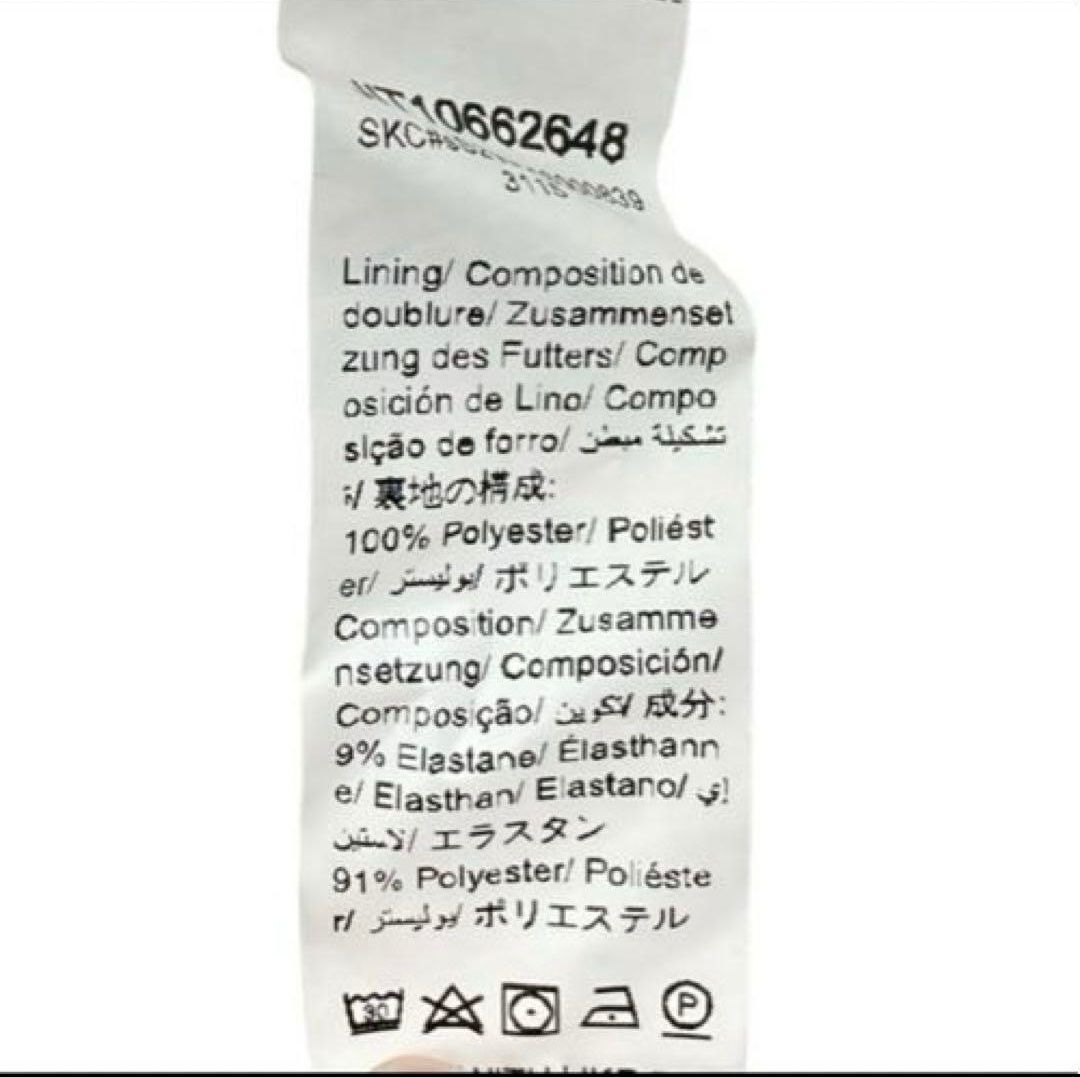 10662648
Lining/ Composition de
doublure/ Zusammenset
zung des Futters/ Comp
osición de Lino/ Compo
sição de forro/ تشكيلة مبطن
ة/ 裏地の構成:
100% Polyester/ Poliést
er/ بوليستر/ ポリエステル
Composition/ Zusamme
nsetzung/ Composición/
Composição/ تكوين/ 成分:
9% Elastane/ Élasthann
e/ Elasthan/ Elastano/ إي
لاستين/ エラスタン
91% Polyester/ Poliéste
r/ بوليستر/ ポリエステル
30
P